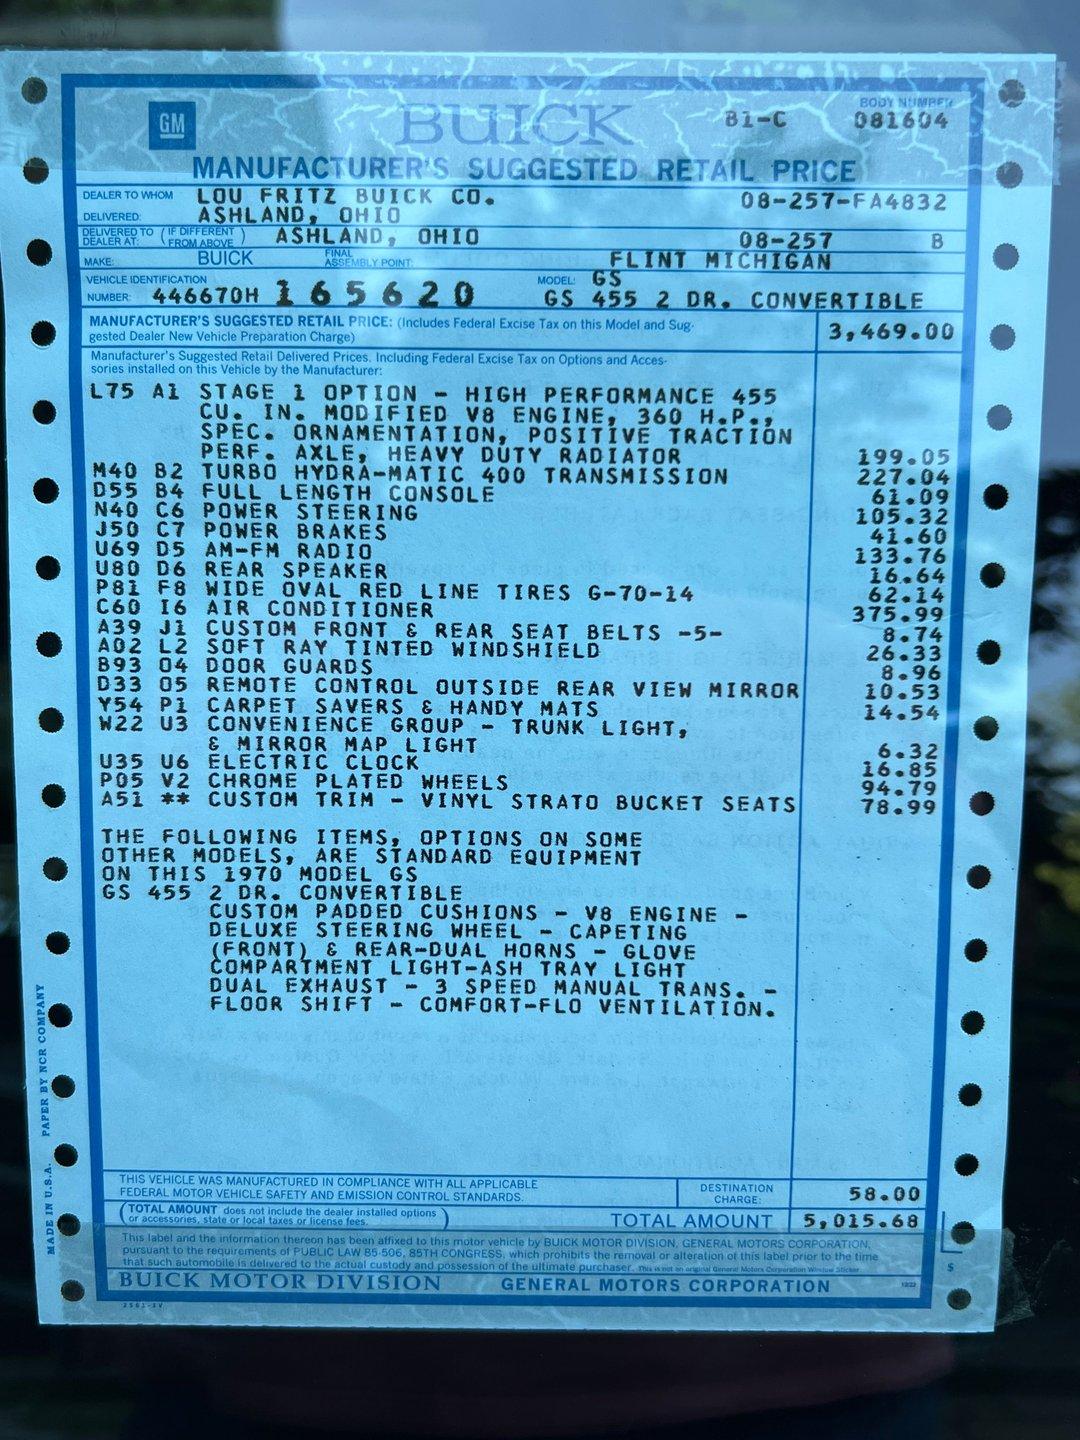 GM
BUICK
81-C
BODY NUMBER
081604
MANUFACTURER'S SUGGESTED RETAIL PRICE
DEALER TO WHOM DELIVERED: LOU FRITZ BUICK CO. 08-257-FA4832
ASHLAND, OHIO
DELIVERED TO DEALER AT: (IF DIFFERENT FROM ABOVE) ASHLAND, OHIO 08-257 B
MAKE: BUICK FINAL ASSEMBLY POINT: FLINT MICHIGAN
VEHICLE IDENTIFICATION NUMBER: 446670H 165620 MODEL: GS
GS 455 2 DR. CONVERTIBLE
MANUFACTURER'S SUGGESTED RETAIL PRICE: (Includes Federal Excise Tax on this Model and Sug-
gested Dealer New Vehicle Preparation Charge) 3,469.00
Manufacturer's Suggested Retail Delivered Prices. Including Federal Excise Tax on Options and Acces-
sories installed on this Vehicle by the Manufacturer:
L75 A1 STAGE 1 OPTION - HIGH PERFORMANCE 455
CU. IN. MODIFIED V8 ENGINE, 360 H.P.,
SPEC. ORNAMENTATION, POSITIVE TRACTION
PERF. AXLE, HEAVY DUTY RADIATOR 199.05
M40 B2 TURBO HYDRA-MATIC 400 TRANSMISSION 227.04
D55 B4 FULL LENGTH CONSOLE 61.09
N40 C6 POWER STEERING 105.32
J50 C7 POWER BRAKES 41.60
U69 D5 AM-FM RADIO 133.76
U80 D6 REAR SPEAKER 16.64
P81 F8 WIDE OVAL RED LINE TIRES G-70-14 62.14
C60 I6 AIR CONDITIONER 375.99
A39 J1 CUSTOM FRONT & REAR SEAT BELTS -5- 8.74
A02 L2 SOFT RAY TINTED WINDSHIELD 26.33
B93 O4 DOOR GUARDS 8.96
D33 O5 REMOTE CONTROL OUTSIDE REAR VIEW MIRROR 10.53
Y54 P1 CARPET SAVERS & HANDY MATS 14.54
W22 U3 CONVENIENCE GROUP - TRUNK LIGHT,
& MIRROR MAP LIGHT 6.32
U35 U6 ELECTRIC CLOCK 16.85
P05 V2 CHROME PLATED WHEELS 94.79
A51 ** CUSTOM TRIM - VINYL STRATO BUCKET SEATS 78.99
THE FOLLOWING ITEMS, OPTIONS ON SOME
OTHER MODELS, ARE STANDARD EQUIPMENT
ON THIS 1970 MODEL GS
GS 455 2 DR. CONVERTIBLE
CUSTOM PADDED CUSHIONS - V8 ENGINE -
DELUXE STEERING WHEEL - CAPETING
(FRONT) & REAR-DUAL HORNS - GLOVE
COMPARTMENT LIGHT-ASH TRAY LIGHT
DUAL EXHAUST - 3 SPEED MANUAL TRANS. -
FLOOR SHIFT - COMFORT-FLO VENTILATION.
MADE IN U.S.A. PAPER BY NCR COMPANY
THIS VEHICLE WAS MANUFACTURED IN COMPLIANCE WITH ALL APPLICABLE
FEDERAL MOTOR VEHICLE SAFETY AND EMISSION CONTROL STANDARDS.
DESTINATION CHARGE: 58.00
(TOTAL AMOUNT does not include the dealer installed options
or accessories, state or local taxes or license fees.)
TOTAL AMOUNT 5,015.68
This label and the information thereon has been affixed to this motor vehicle by BUICK MOTOR DIVISION, GENERAL MOTORS CORPORATION,
pursuant to the requirements of PUBLIC LAW 85-506, 85TH CONGRESS, which prohibits the removal or alteration of this label prior to the time
that such automobile is delivered to the actual custody and possession of the ultimate purchaser. This is not an original General Motors Corporation Window Sticker
$
BUICK MOTOR DIVISION GENERAL MOTORS CORPORATION